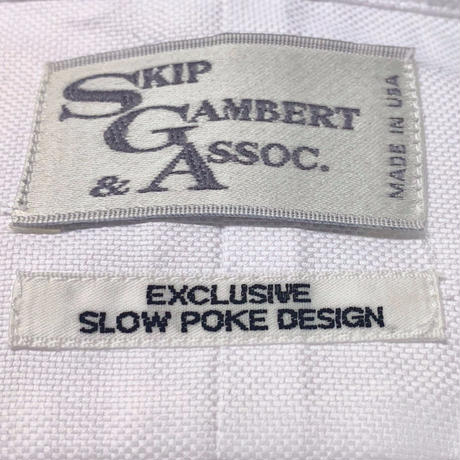 SKIP
GAMBERT
& ASSOC.
MADE IN USA
EXCLUSIVE
SLOW POKE DESIGN